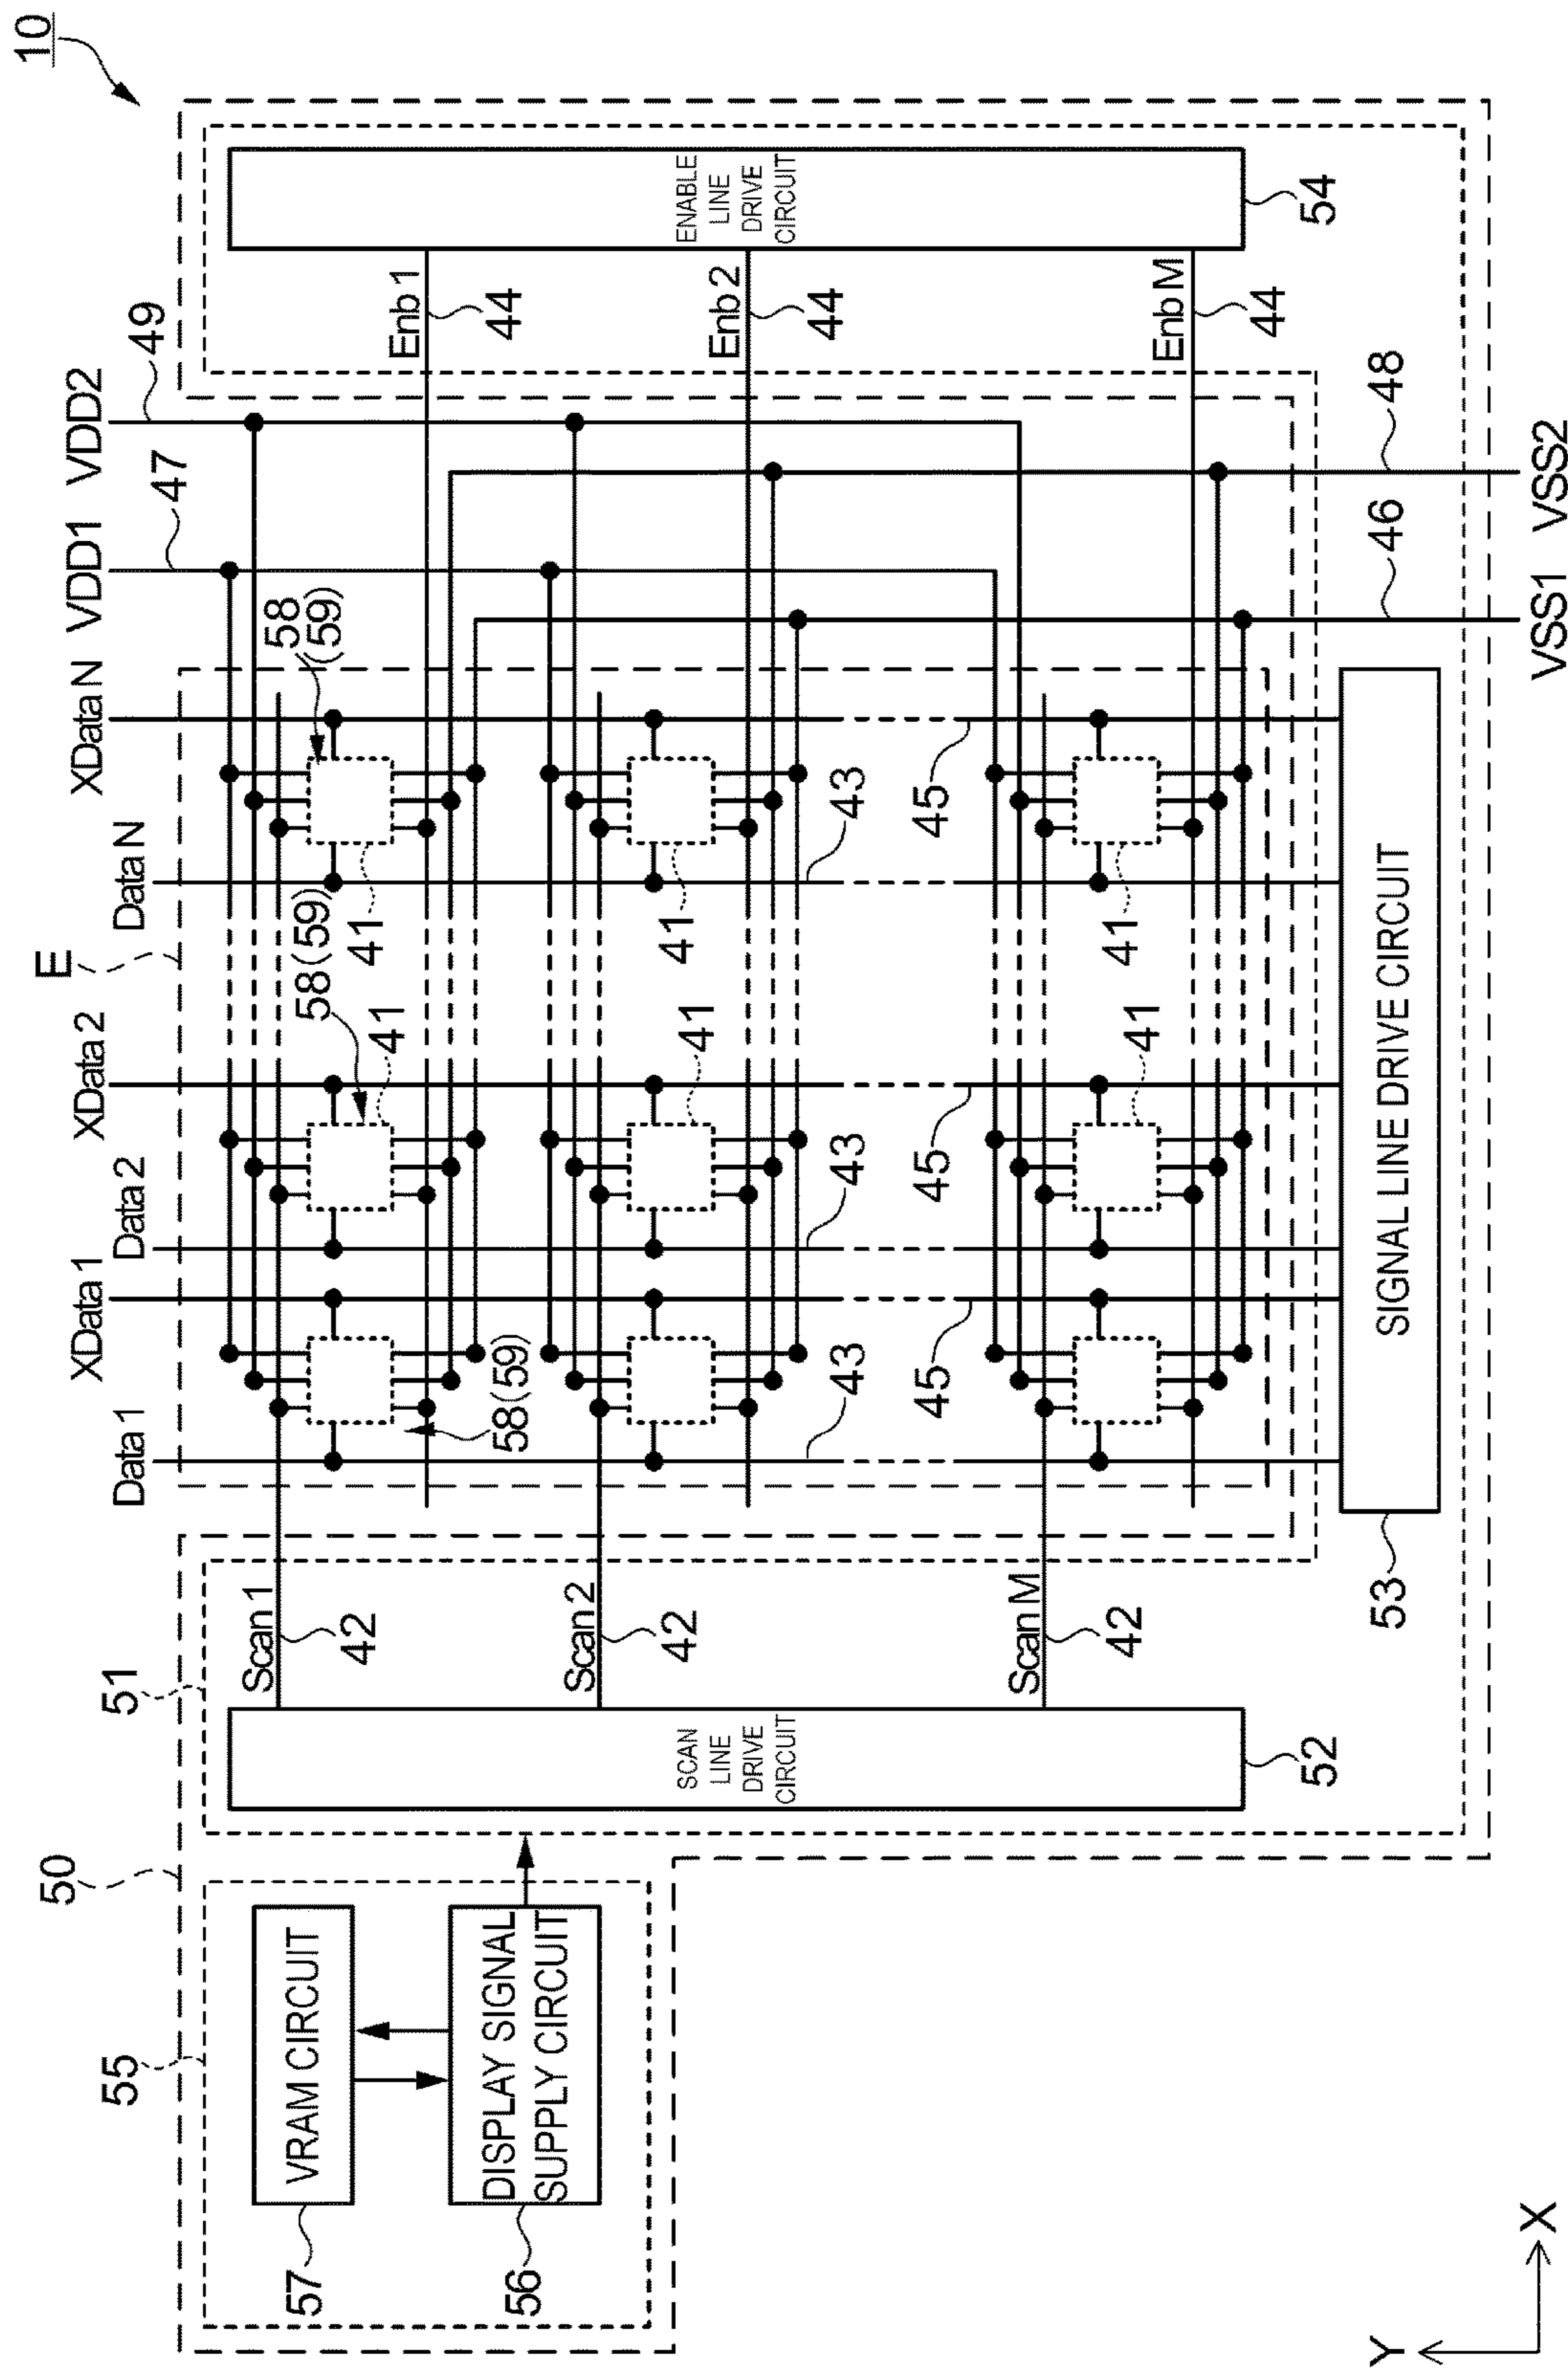 10
XData 1
XData 2
XData N
VDD1
VDD2
Data 1
Data 2
E
Data N
47
49
50
55
51
57
VRAM CIRCUIT
56
DISPLAY SIGNAL
SUPPLY CIRCUIT
SCAN
LINE
DRIVE
CIRCUIT
52
Scan 1
42
Scan 2
42
Scan M
42
58(59)
58(59)
58
(59)
41
41
41
41
41
41
43
43
43
45
45
45
Enb 1
44
Enb 2
44
Enb M
44
ENABLE
LINE
DRIVE
CIRCUIT
54
SIGNAL LINE DRIVE CIRCUIT
53
46
48
VSS1
VSS2
Y
X